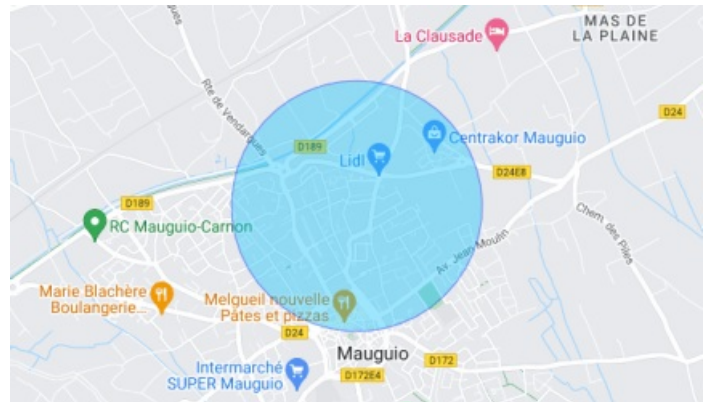 MAS DE
LA PLAINE
La Clausade
Rte de Vendargues
D24
Centrakor Mauguio
D189
Lidl
D24E8
D189
RC Mauguio-Carnon
Chem. des Piles
Av. Jean Moulin
Marie Blachère
Boulangerie...
Melgueil nouvelle
Pâtes et pizzas
D24
Mauguio
D172
Intermarché
SUPER Mauguio
D172E4